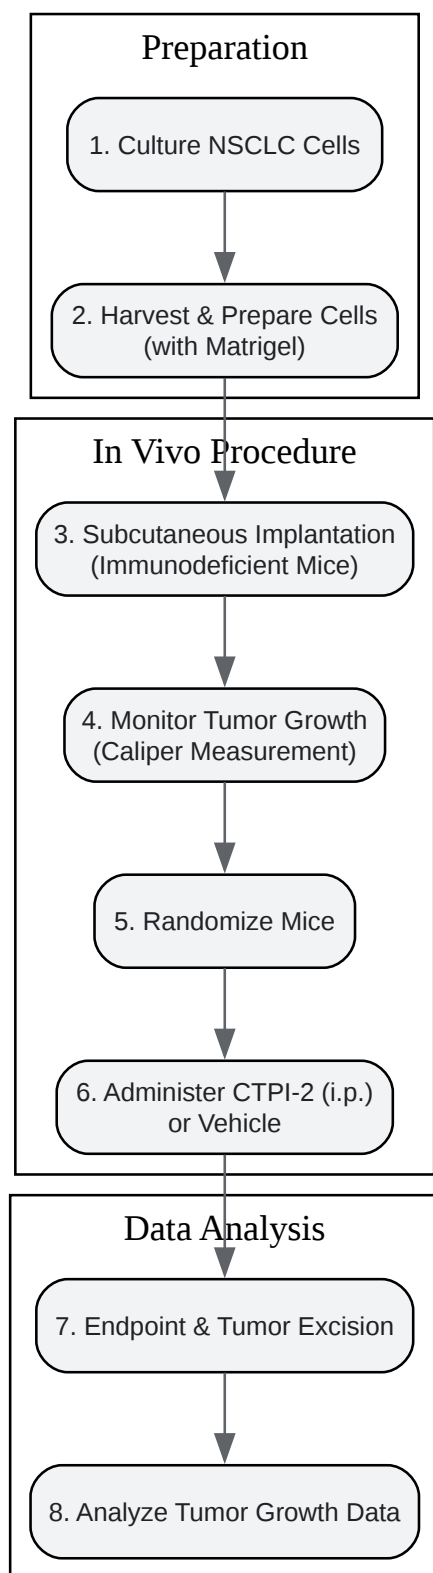 Preparation
1. Culture NSCLC Cells
2. Harvest & Prepare Cells
(with Matrigel)
In Vivo Procedure
3. Subcutaneous Implantation
(Immunodeficient Mice)
4. Monitor Tumor Growth
(Caliper Measurement)
5. Randomize Mice
6. Administer CTPI-2 (i.p.)
or Vehicle
Data Analysis
7. Endpoint & Tumor Excision
8. Analyze Tumor Growth Data